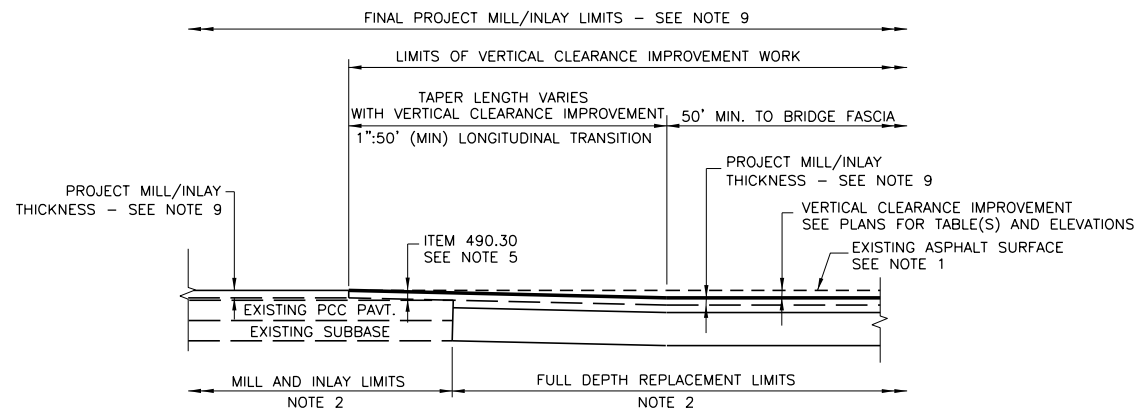 FINAL PROJECT MILL/INLAY LIMITS - SEE NOTE 9
LIMITS OF VERTICAL CLEARANCE IMPROVEMENT WORK
TAPER LENGTH VARIES
WITH VERTICAL CLEARANCE IMPROVEMENT
1":50' (MIN) LONGITUDINAL TRANSITION
50' MIN. TO BRIDGE FASCIA
PROJECT MILL/INLAY
THICKNESS - SEE NOTE 9
PROJECT MILL/INLAY
THICKNESS - SEE NOTE 9
VERTICAL CLEARANCE IMPROVEMENT
SEE PLANS FOR TABLE(S) AND ELEVATIONS
ITEM 490.30
SEE NOTE 5
EXISTING ASPHALT SURFACE
SEE NOTE 1
EXISTING PCC PAVT.
EXISTING SUBBASE
MILL AND INLAY LIMITS
NOTE 2
FULL DEPTH REPLACEMENT LIMITS
NOTE 2